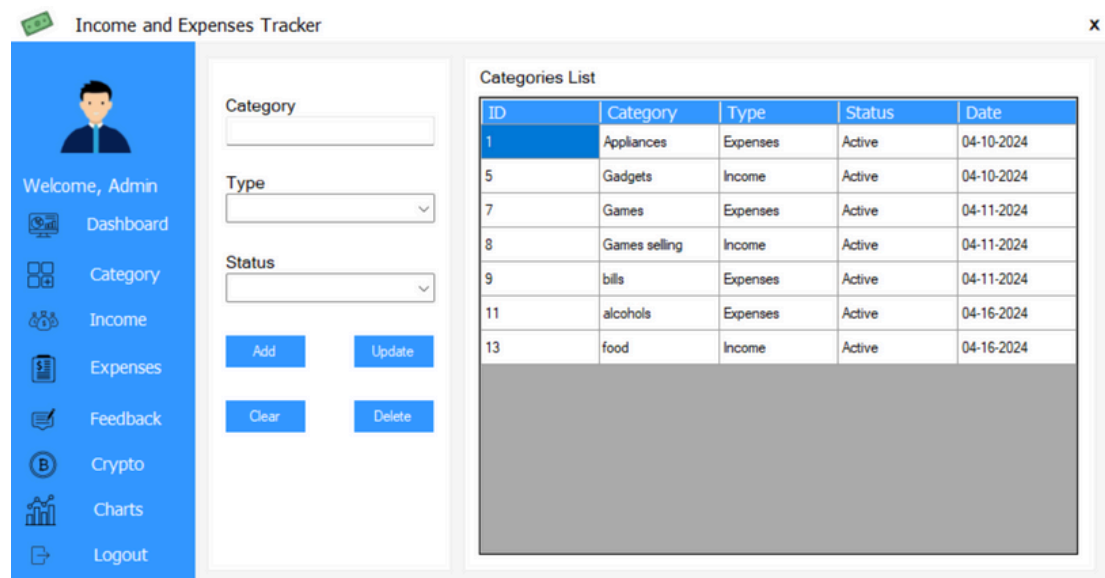 Income and Expenses Tracker
x
Welcome, Admin
Dashboard
Category
Income
Expenses
Feedback
Crypto
Charts
Logout
Category
Type
Status
Add Update
Clear Delete
Categories List
ID Category Type Status Date
1 Appliances Expenses Active 04-10-2024
5 Gadgets Income Active 04-10-2024
7 Games Expenses Active 04-11-2024
8 Games selling Income Active 04-11-2024
9 bills Expenses Active 04-11-2024
11 alcohols Expenses Active 04-16-2024
13 food Income Active 04-16-2024